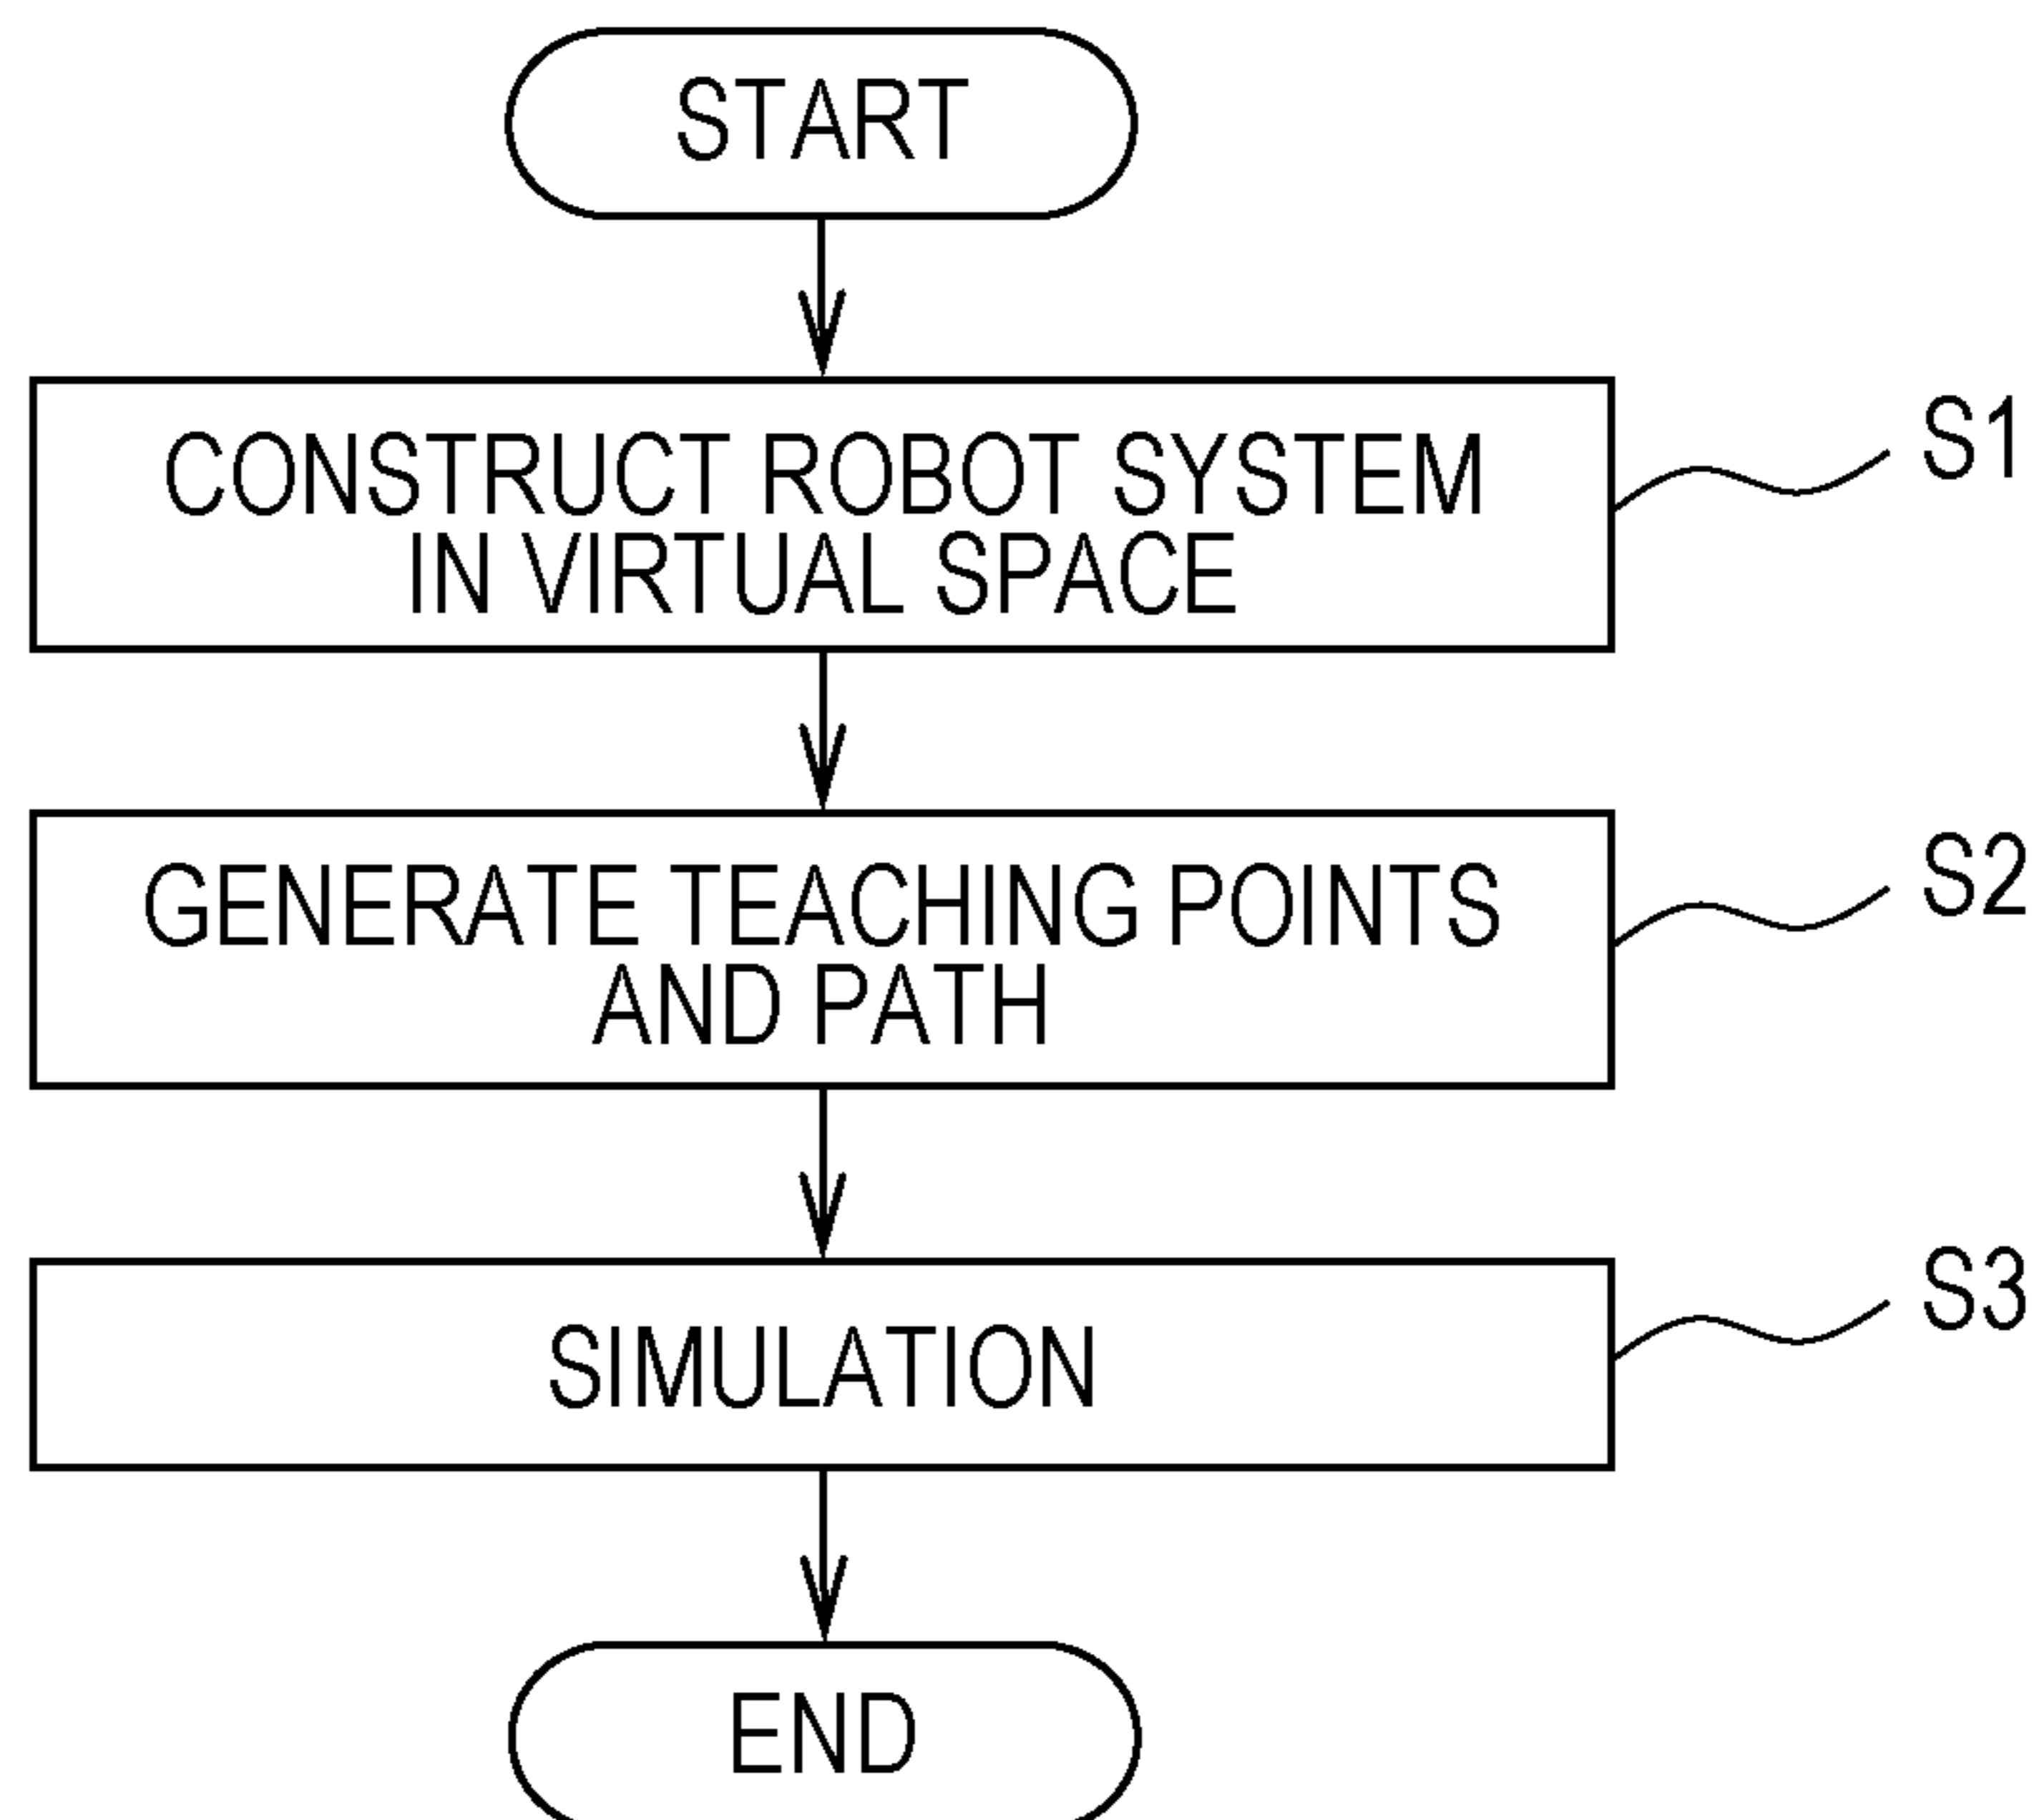 START
CONSTRUCT ROBOT SYSTEM
IN VIRTUAL SPACE
S1
GENERATE TEACHING POINTS
AND PATH
S2
SIMULATION
S3
END